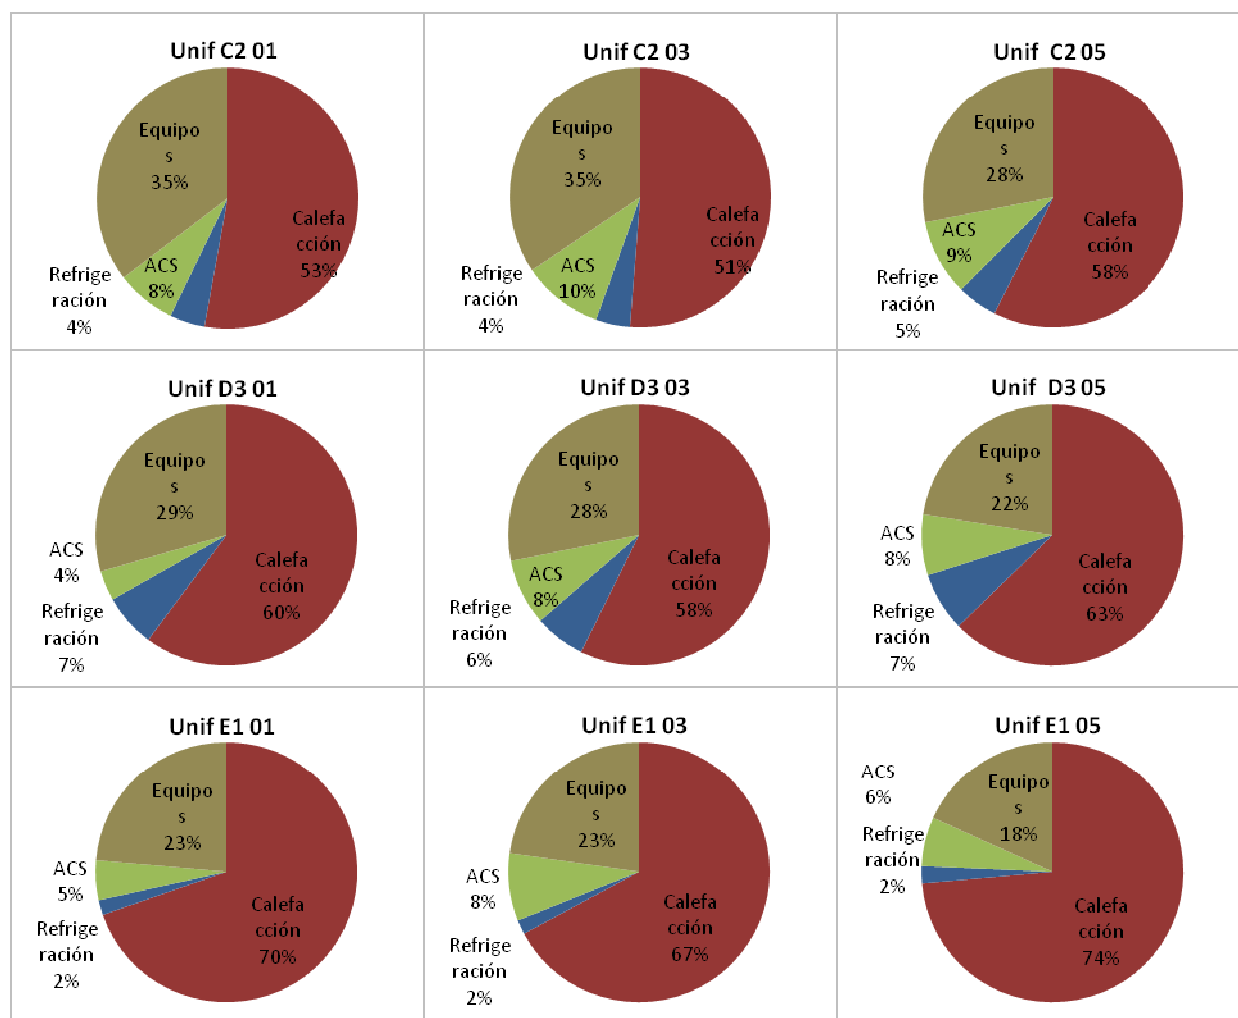 Unif C2 01
Equipo
s
35%
Calefa
cción
53%
ACS
8%
Refrige
ración
4%
Unif C2 03
Equipo
s
35%
Calefa
cción
51%
ACS
10%
Refrige
ración
4%
Unif C2 05
Equipo
s
28%
Calefa
cción
58%
ACS
9%
Refrige
ración
5%
Unif D3 01
Equipo
s
29%
ACS
4%
Calefa
cción
60%
Refrige
ración
7%
Unif D3 03
Equipo
s
28%
Calefa
cción
58%
ACS
8%
Refrige
ración
6%
Unif D3 05
Equipo
s
22%
ACS
8%
Calefa
cción
63%
Refrige
ración
7%
Unif E1 01
Equipo
s
23%
ACS
5%
Calefa
cción
70%
Refrige
ración
2%
Unif E1 03
Equipo
s
23%
ACS
8%
Calefa
cción
67%
Refrige
ración
2%
Unif E1 05
ACS
6%
Equipo
s
18%
Refrige
ración
2%
Calefa
cción
74%